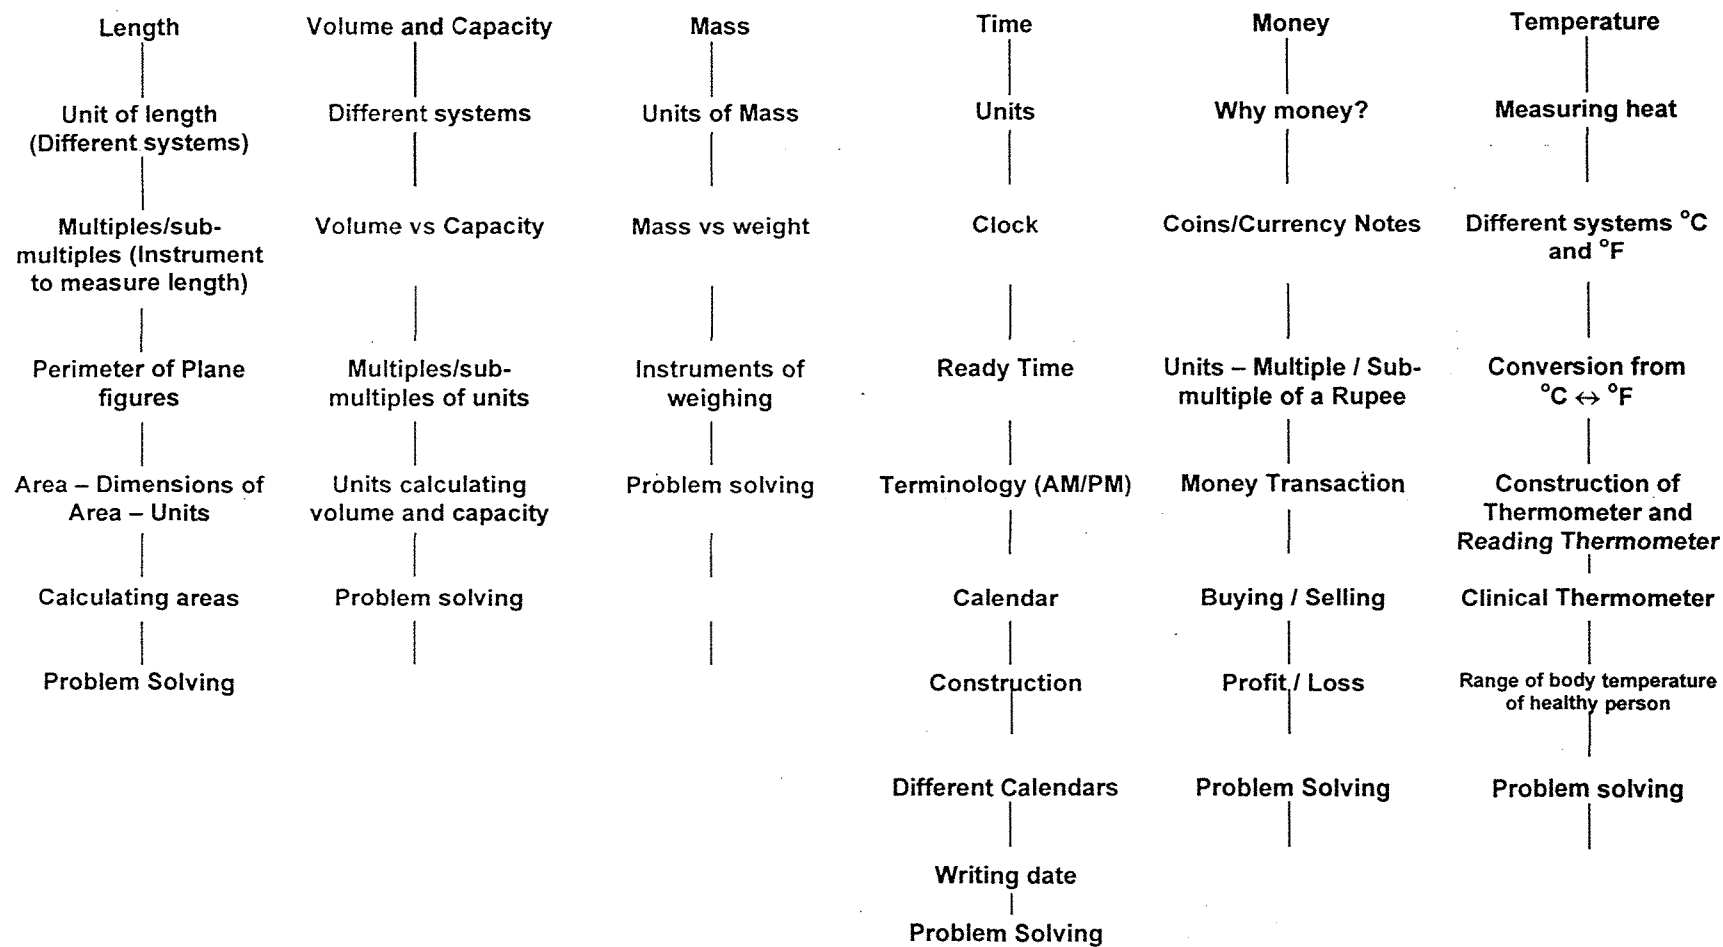 Length
Unit of length
(Different systems)
Multiples/sub-
multiples (Instrument
to measure length)
Perimeter of Plane
figures
Area – Dimensions of
Area – Units
Calculating areas
Problem Solving
Volume and Capacity
Different systems
Volume vs Capacity
Multiples/sub-
multiples of units
Units calculating
volume and capacity
Problem solving
Mass
Units of Mass
Mass vs weight
Instruments of
weighing
Problem solving
Time
Units
Clock
Ready Time
Terminology (AM/PM)
Calendar
Construction
Different Calendars
Writing date
Problem Solving
Money
Why money?
Coins/Currency Notes
Units – Multiple / Sub-
multiple of a Rupee
Money Transaction
Buying / Selling
Profit / Loss
Problem Solving
Temperature
Measuring heat
Different systems °C
and °F
Conversion from
°C ↔ °F
Construction of
Thermometer and
Reading Thermometer
Clinical Thermometer
Range of body temperature
of healthy person
Problem solving